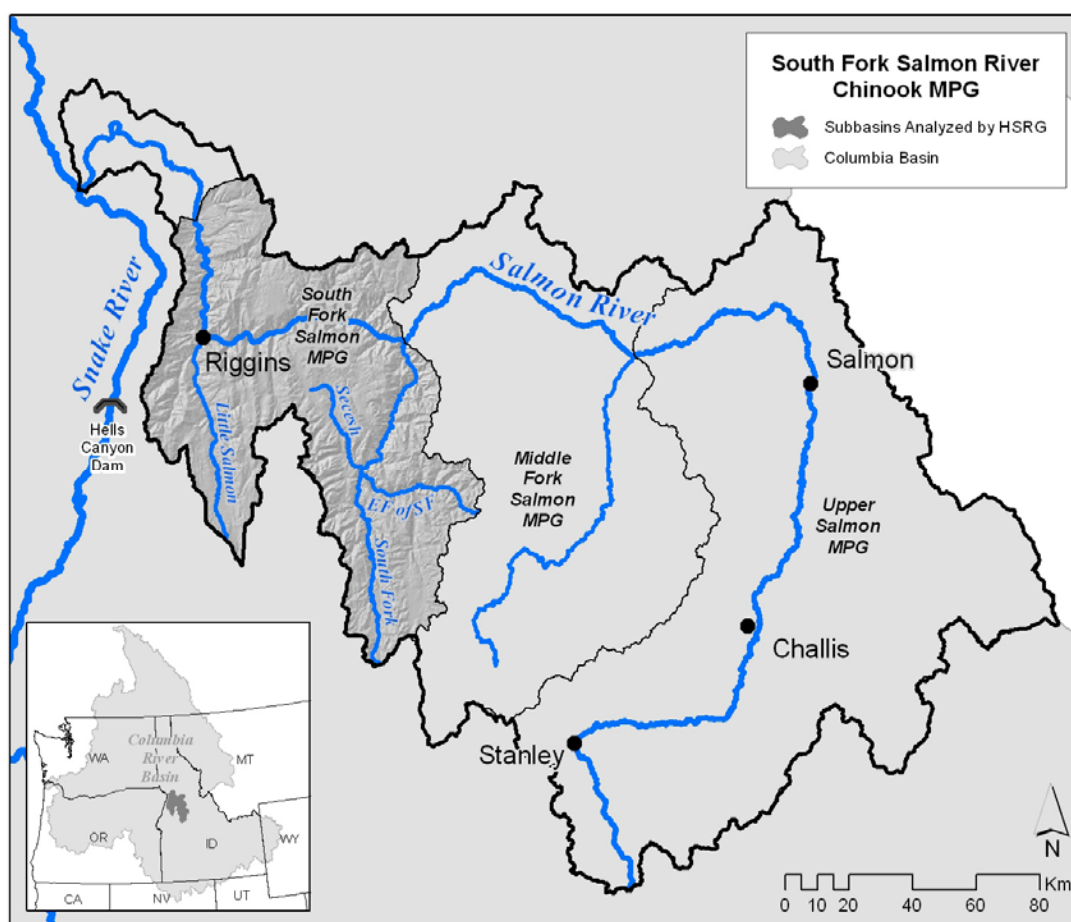 South Fork Salmon River
Chinook MPG
Subbasins Analyzed by HSRG
Columbia Basin
Salmon River
Snake River
South
Fork
Salmon
MPG
Riggins
Salmon
Secesh
Hells
Canyon
Dam
Little Salmon
EF of SF
Middle
Fork
Salmon
MPG
Upper
Salmon
MPG
South Fork
Challis
Stanley
WA
Columbia
River
Basin
MT
OR
ID
WY
CA
NV
UT
N
Km
0 10 20 40 60 80